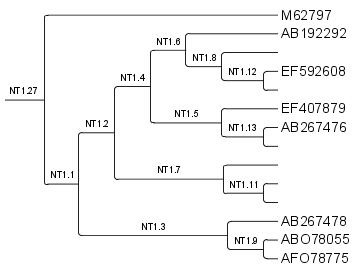 M62797
AB192292
NT1.6
NT1.8
EF592608
NT1.12
NT1.4
NT1.27
EF407879
NT1.5
AB267476
NT1.13
NT1.2
NT1.7
NT1.1
NT1.11
AB267478
NT1.3
ABO78055
NT1.9
AFO78775